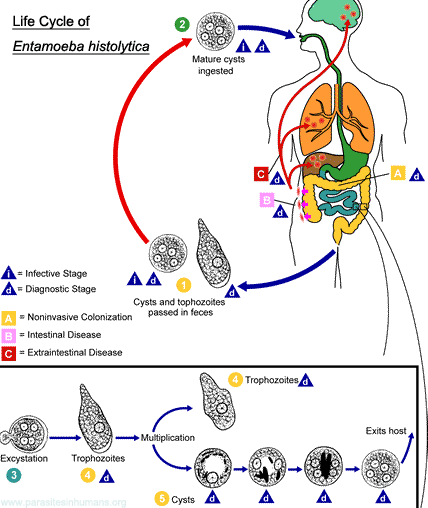 Life Cycle of
Entamoeba histolytica
2
Mature cysts
ingested
i d
C d
A d
B
d
i d
1
d
Cysts and tophozoites
passed in feces
i = Infective Stage
d = Diagnostic Stage
A = Noninvasive Colonization
B = Intestinal Disease
C = Extraintestinal Disease
4 Trophozoites d
Exits host
Excystation
3
Trophozoites
4 d
Multiplication
5 Cysts
d d d d
www.parasitesinhumans.org